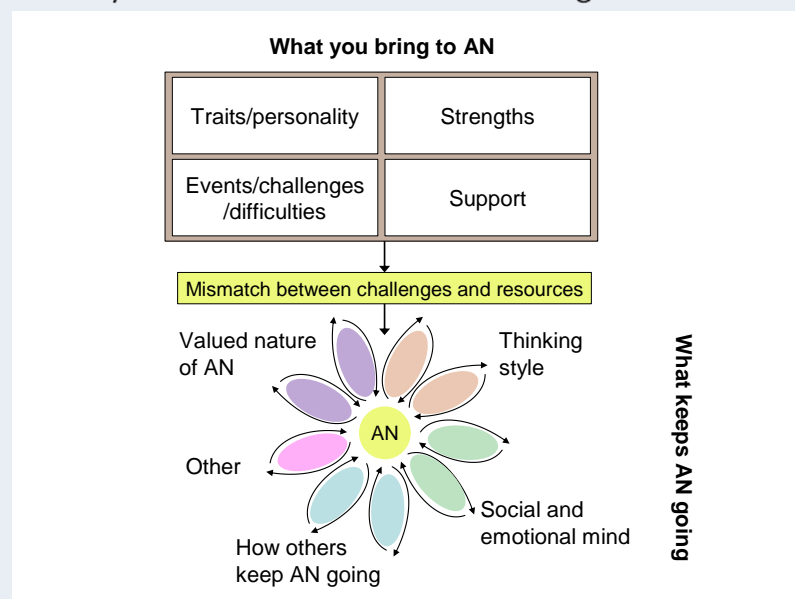 What you bring to AN
Traits/personality
Strengths
Events/challenges
/difficulties
Support
Mismatch between challenges and resources
Valued nature
of AN
Thinking
style
What keeps AN going
AN
Other
Social and
emotional mind
How others
keep AN going